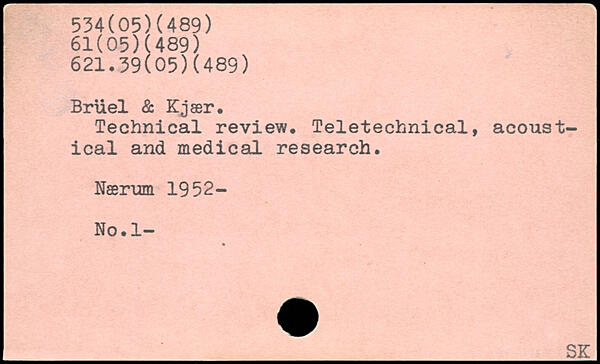 534(05)(489)
61(05)(489)
621.39(05)(489)
Brüel & Kjær.
Technical review. Teletechnical, acoust-
ical and medical research.
Nærum 1952-
No.1-
SK